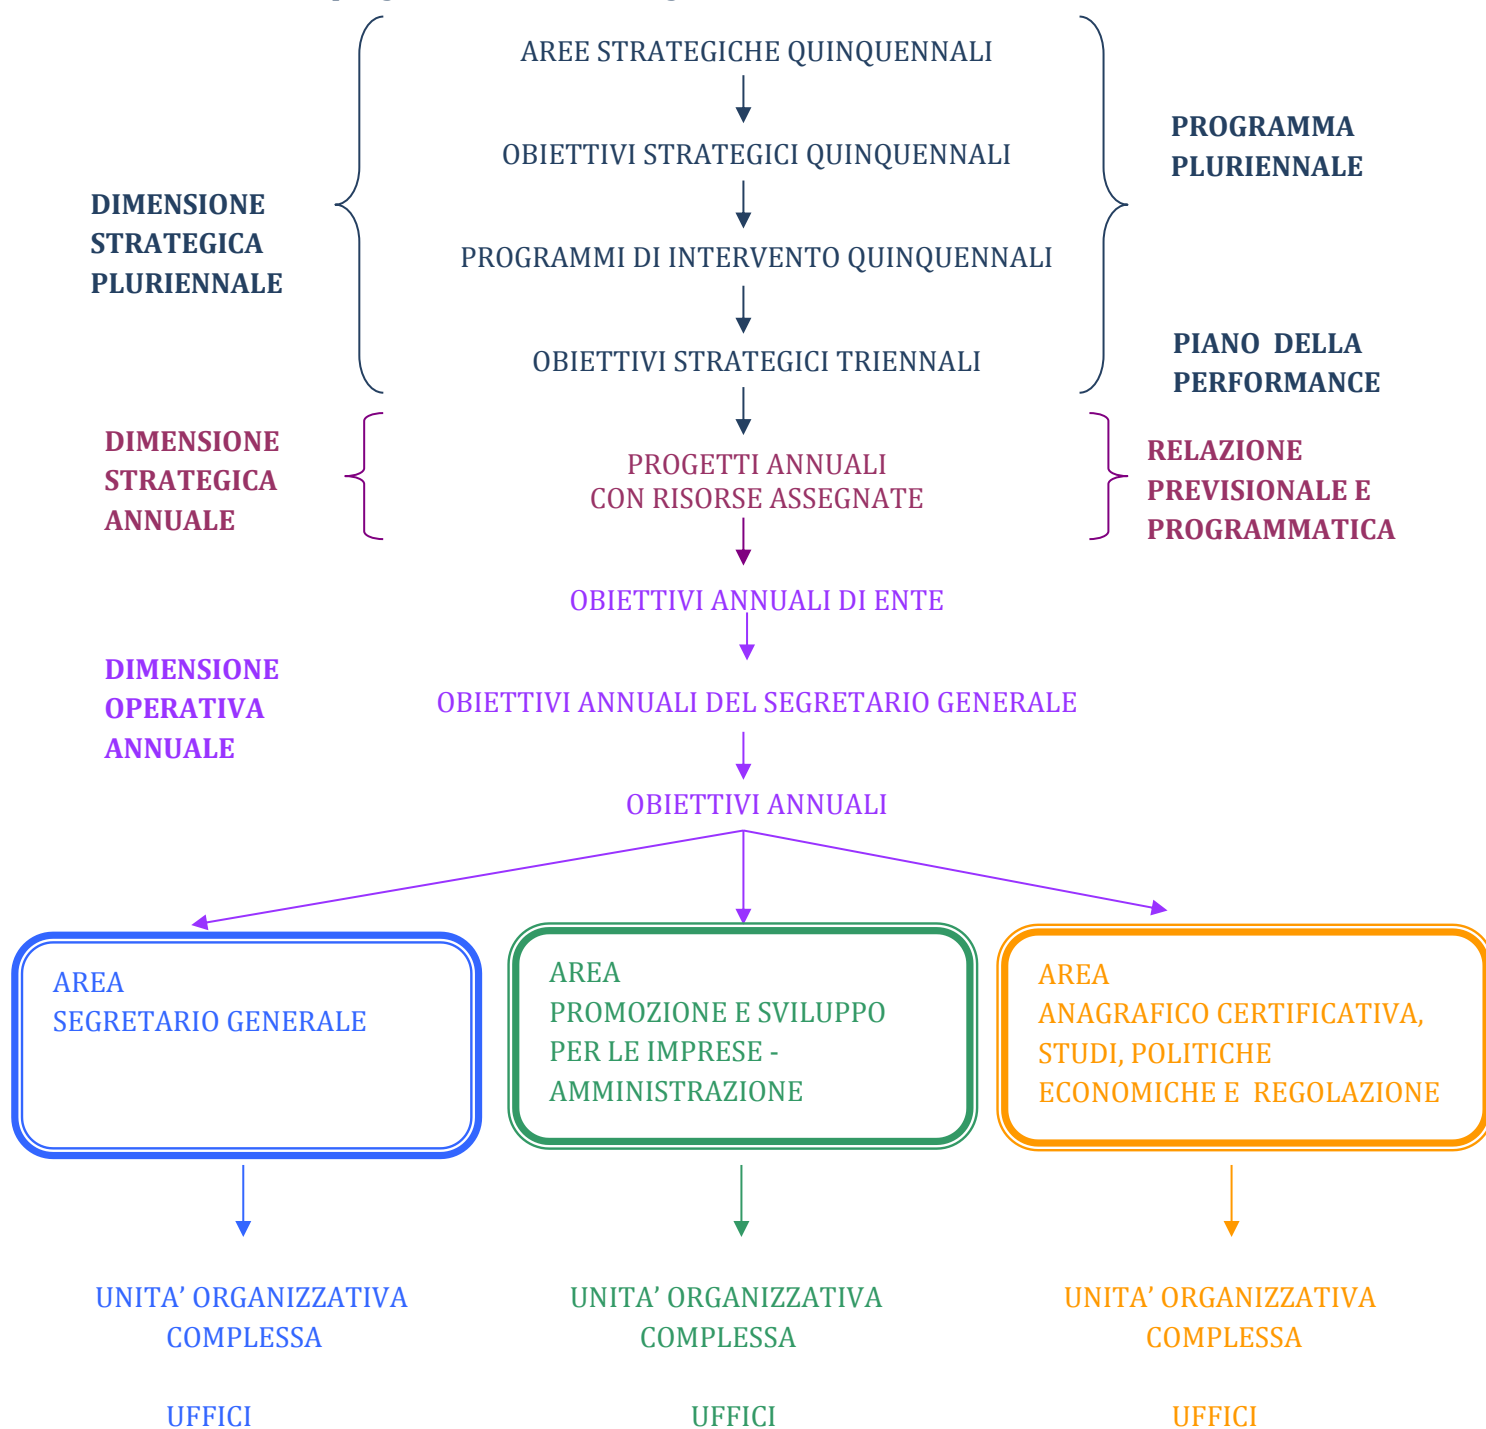 AREE STRATEGICHE QUINQUENNALI
PROGRAMMA
PLURIENNALE
OBIETTIVI STRATEGICI QUINQUENNALI
DIMENSIONE
STRATEGICA
PLURIENNALE
PROGRAMMI DI INTERVENTO QUINQUENNALI
OBIETTIVI STRATEGICI TRIENNALI
PIANO DELLA
PERFORMANCE
DIMENSIONE
STRATEGICA
ANNUALE
PROGETTI ANNUALI
CON RISORSE ASSEGNATE
RELAZIONE
PREVISIONALE E
PROGRAMMATICA
OBIETTIVI ANNUALI DI ENTE
DIMENSIONE
OPERATIVA
ANNUALE
OBIETTIVI ANNUALI DEL SEGRETARIO GENERALE
OBIETTIVI ANNUALI
AREA
SEGRETARIO GENERALE
AREA
PROMOZIONE E SVILUPPO
PER LE IMPRESE -
AMMINISTRAZIONE
AREA
ANAGRAFICO CERTIFICATIVA,
STUDI, POLITICHE
ECONOMICHE E REGOLAZIONE
UNITA’ ORGANIZZATIVA
COMPLESSA
UFFICI
UNITA’ ORGANIZZATIVA
COMPLESSA
UFFICI
UNITA’ ORGANIZZATIVA
COMPLESSA
UFFICI